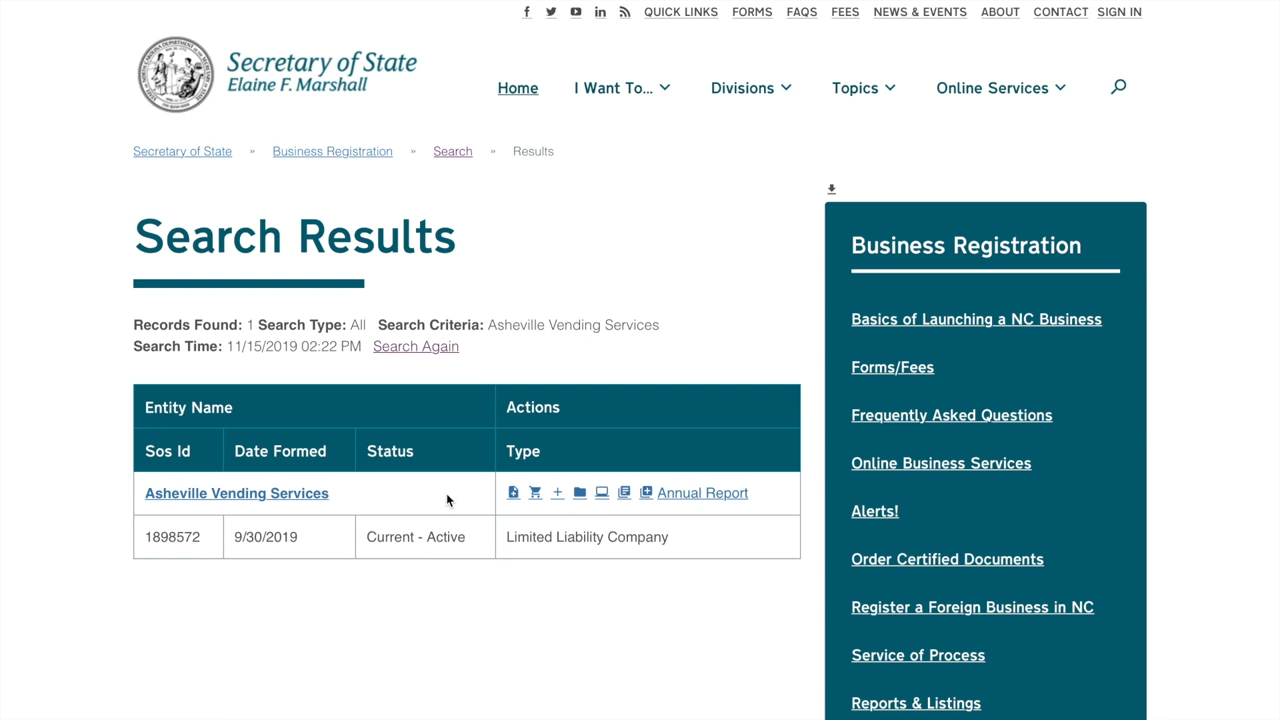 QUICK LINKS FORMS FAQS FEES NEWS & EVENTS ABOUT CONTACT SIGN IN
Secretary of State
Elaine F. Marshall
Home I Want To... Divisions Topics Online Services
Secretary of State » Business Registration » Search » Results
Search Results
Records Found: 1 Search Type: All Search Criteria: Asheville Vending Services
Search Time: 11/15/2019 02:22 PM Search Again
Entity Name Actions
Sos Id Date Formed Status Type
Asheville Vending Services Annual Report
1898572 9/30/2019 Current - Active Limited Liability Company
Business Registration
Basics of Launching a NC Business
Forms/Fees
Frequently Asked Questions
Online Business Services
Alerts!
Order Certified Documents
Register a Foreign Business in NC
Service of Process
Reports & Listings